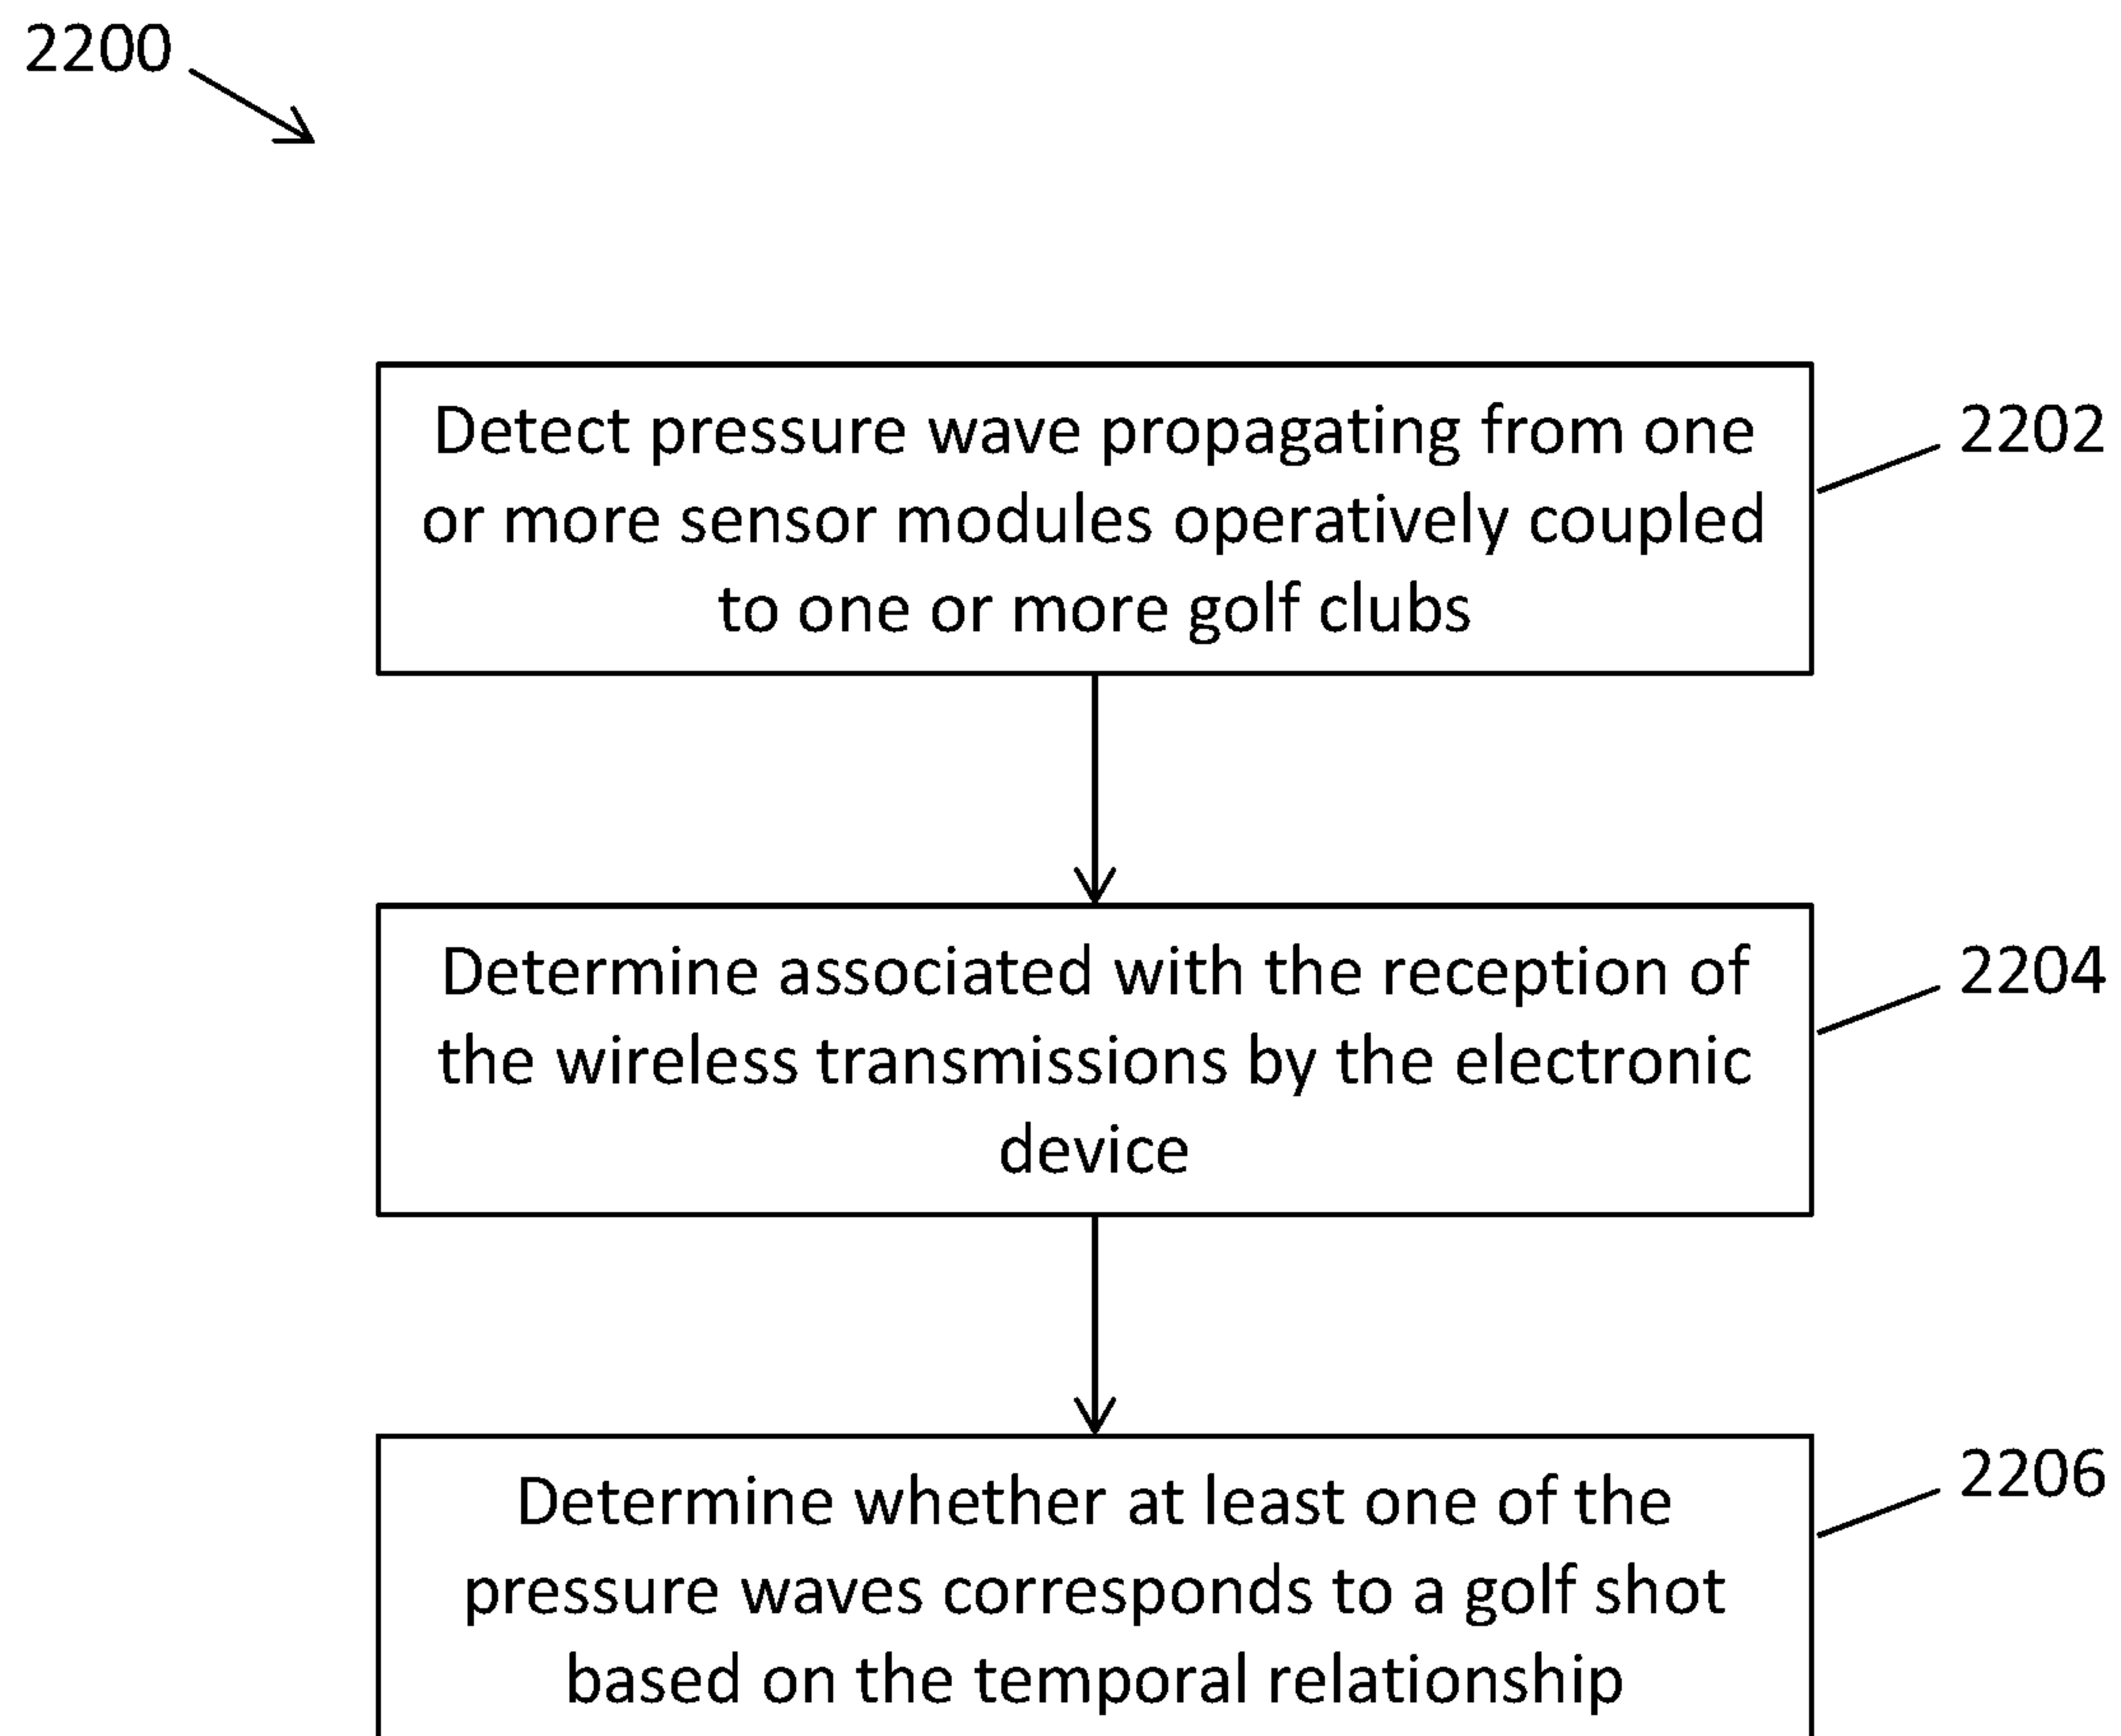 2200
Detect pressure wave propagating from one
or more sensor modules operatively coupled
to one or more golf clubs
2202
Determine associated with the reception of
the wireless transmissions by the electronic
device
2204
Determine whether at least one of the
pressure waves corresponds to a golf shot
based on the temporal relationship
2206